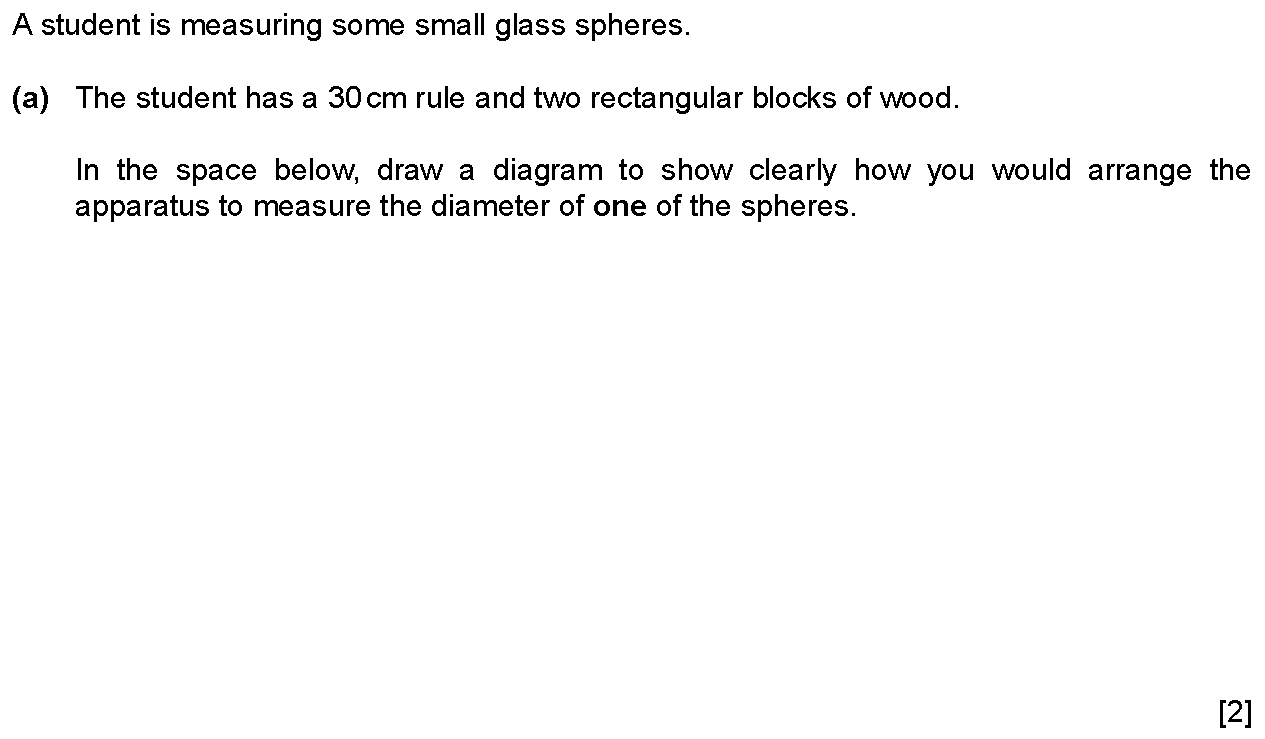 A student is measuring some small glass spheres.
(a) The student has a 30 cm rule and two rectangular blocks of wood.
In the space below, draw a diagram to show clearly how you would arrange the
apparatus to measure the diameter of one of the spheres.
[2]